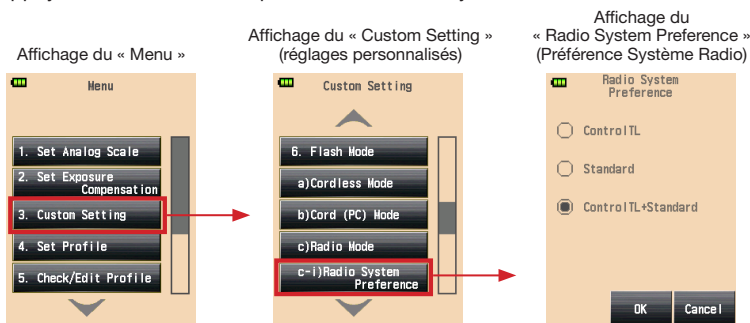 Affichage du « Menu »
Menu
1. Set Analog Scale
2. Set Exposure
Compensation
3. Custom Setting
4. Set Profile
5. Check/Edit Profile
Affichage du « Custom Setting »
(réglages personnalisés)
Custom Setting
6. Flash Mode
a)Cordless Mode
b)Cord (PC) Mode
c)Radio Mode
c-i)Radio System
Preference
Affichage du
« Radio System Preference »
(Préférence Système Radio)
Radio System
Preference
ControlTL
Standard
ControlTL+Standard
OK
Cancel